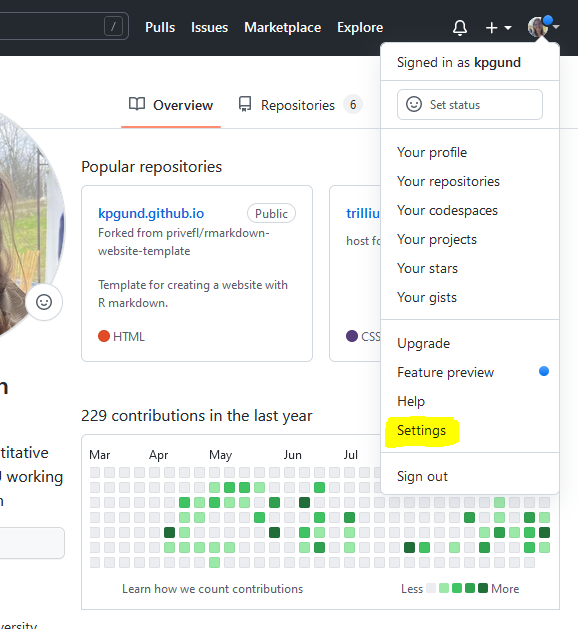 /
Pulls Issues Marketplace Explore
Signed in as kpgund
Set status
Your profile
Your repositories
Your codespaces
Your projects
Your stars
Your gists
Upgrade
Feature preview
Help
Settings
Sign out
Overview Repositories 6
Popular repositories
kpgund.github.io Public
Forked from privefl/rmarkdown-
website-template
Template for creating a website with
R markdown.
HTML
trilliu
host fo
CSS
229 contributions in the last year
Mar Apr May Jun Jul
Learn how we count contributions Less More
n
titative
U working
n
versity